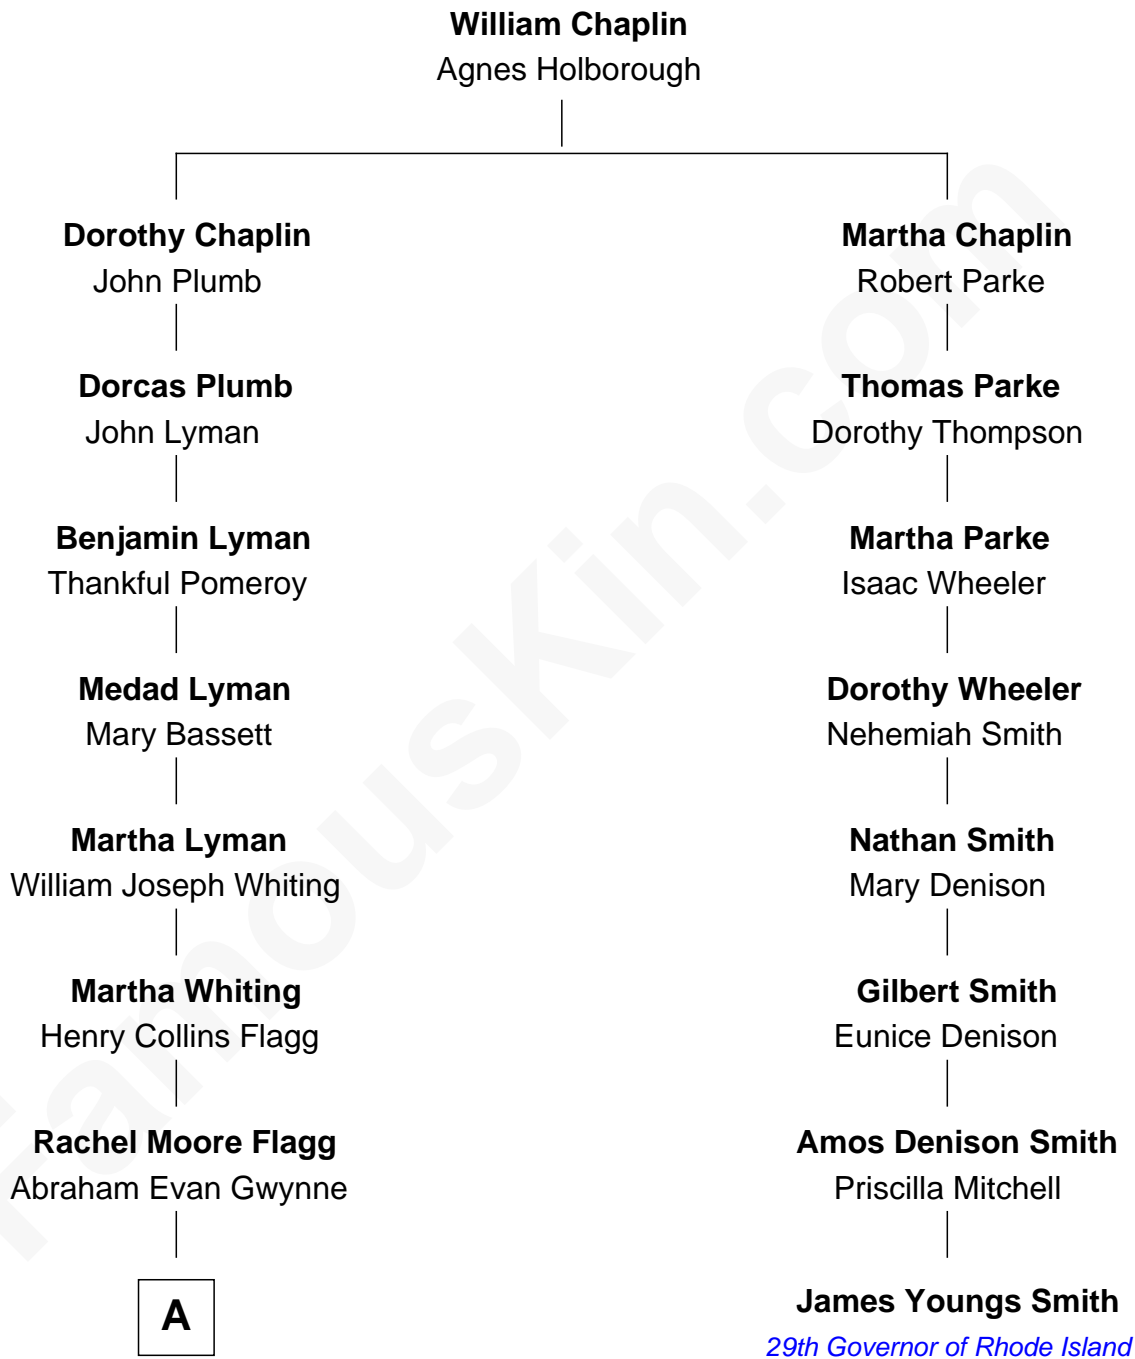 William Chaplin
Agnes Holborough
Dorothy Chaplin
John Plumb
Martha Chaplin
Robert Parke
Dorcas Plumb
John Lyman
Thomas Parke
Dorothy Thompson
Benjamin Lyman
Thankful Pomeroy
Martha Parke
Isaac Wheeler
Medad Lyman
Mary Bassett
Dorothy Wheeler
Nehemiah Smith
Martha Lyman
William Joseph Whiting
Nathan Smith
Mary Denison
Martha Whiting
Henry Collins Flagg
Gilbert Smith
Eunice Denison
Rachel Moore Flagg
Abraham Evan Gwynne
Amos Denison Smith
Priscilla Mitchell
A
James Youngs Smith
29th Governor of Rhode Island
FamousKin.com